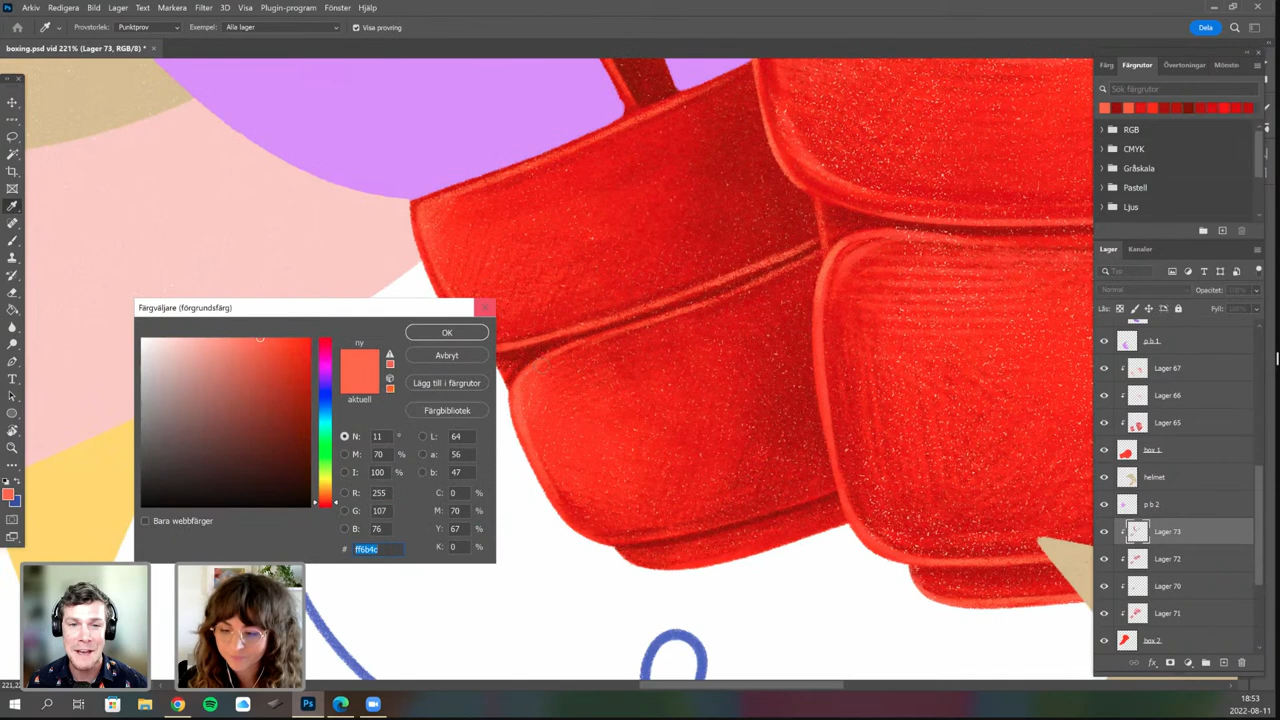 Arkiv Redigera Bild Lager Text Markera Filter 3D Visa Plugin-program Fönster Hjälp
Provstorlek: Punktprov Exempel: Alla lager Visa provring Dela
boxing.psd vid 221% (Lager 73, RGB/8) *
Färg Färgrutor Övertoningar Mönste
Sök färgrutor
RGB
CMYK
Gråskala
Pastell
Ljus
Lager Kanaler
Typ
Normal Opacitet: 100%
Lås: Fyll: 100%
p b 1
Lager 67
Lager 66
Lager 65
box 1
helmet
p b 2
Lager 73
Lager 72
Lager 70
Lager 71
box 2
Färgväljare (förgrundsfärg)
ny
aktuell
OK
Avbryt
Lägg till i färgrutor
Färgbibliotek
N: 11 ° L: 64
M: 70 % a: 56
I: 100 % b: 47
R: 255 C: 0 %
G: 107 M: 70 %
B: 76 Y: 67 %
# ff6b4c K: 0 %
Bara webbfärger
18:53
2022-08-11